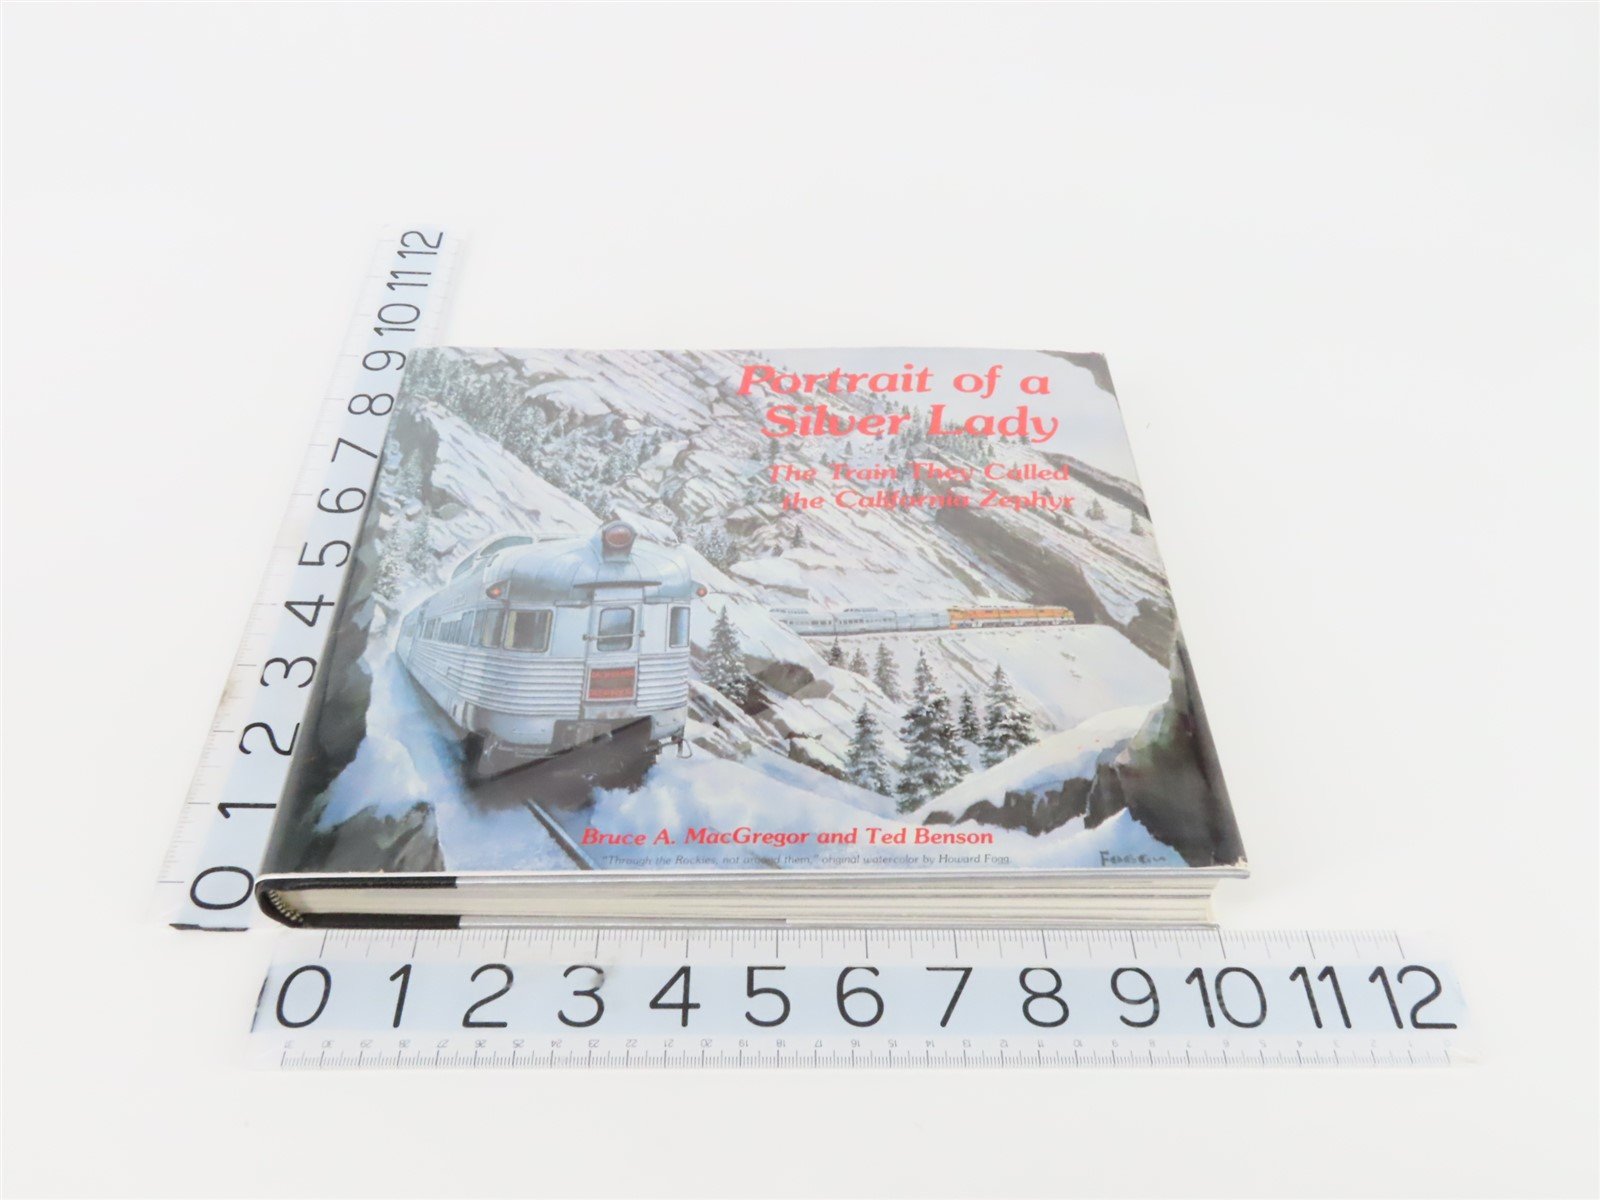 Portrait of a
Silver Lady
The Train They Called
the California Zephyr
Bruce A. MacGregor and Ted Benson
"Through the Rockies, not around them," original watercolor by Howard Fogg.
0 1 2 3 4 5 6 7 8 9 10 11 12
0 1 2 3 4 5 6 7 8 9 10 11 12